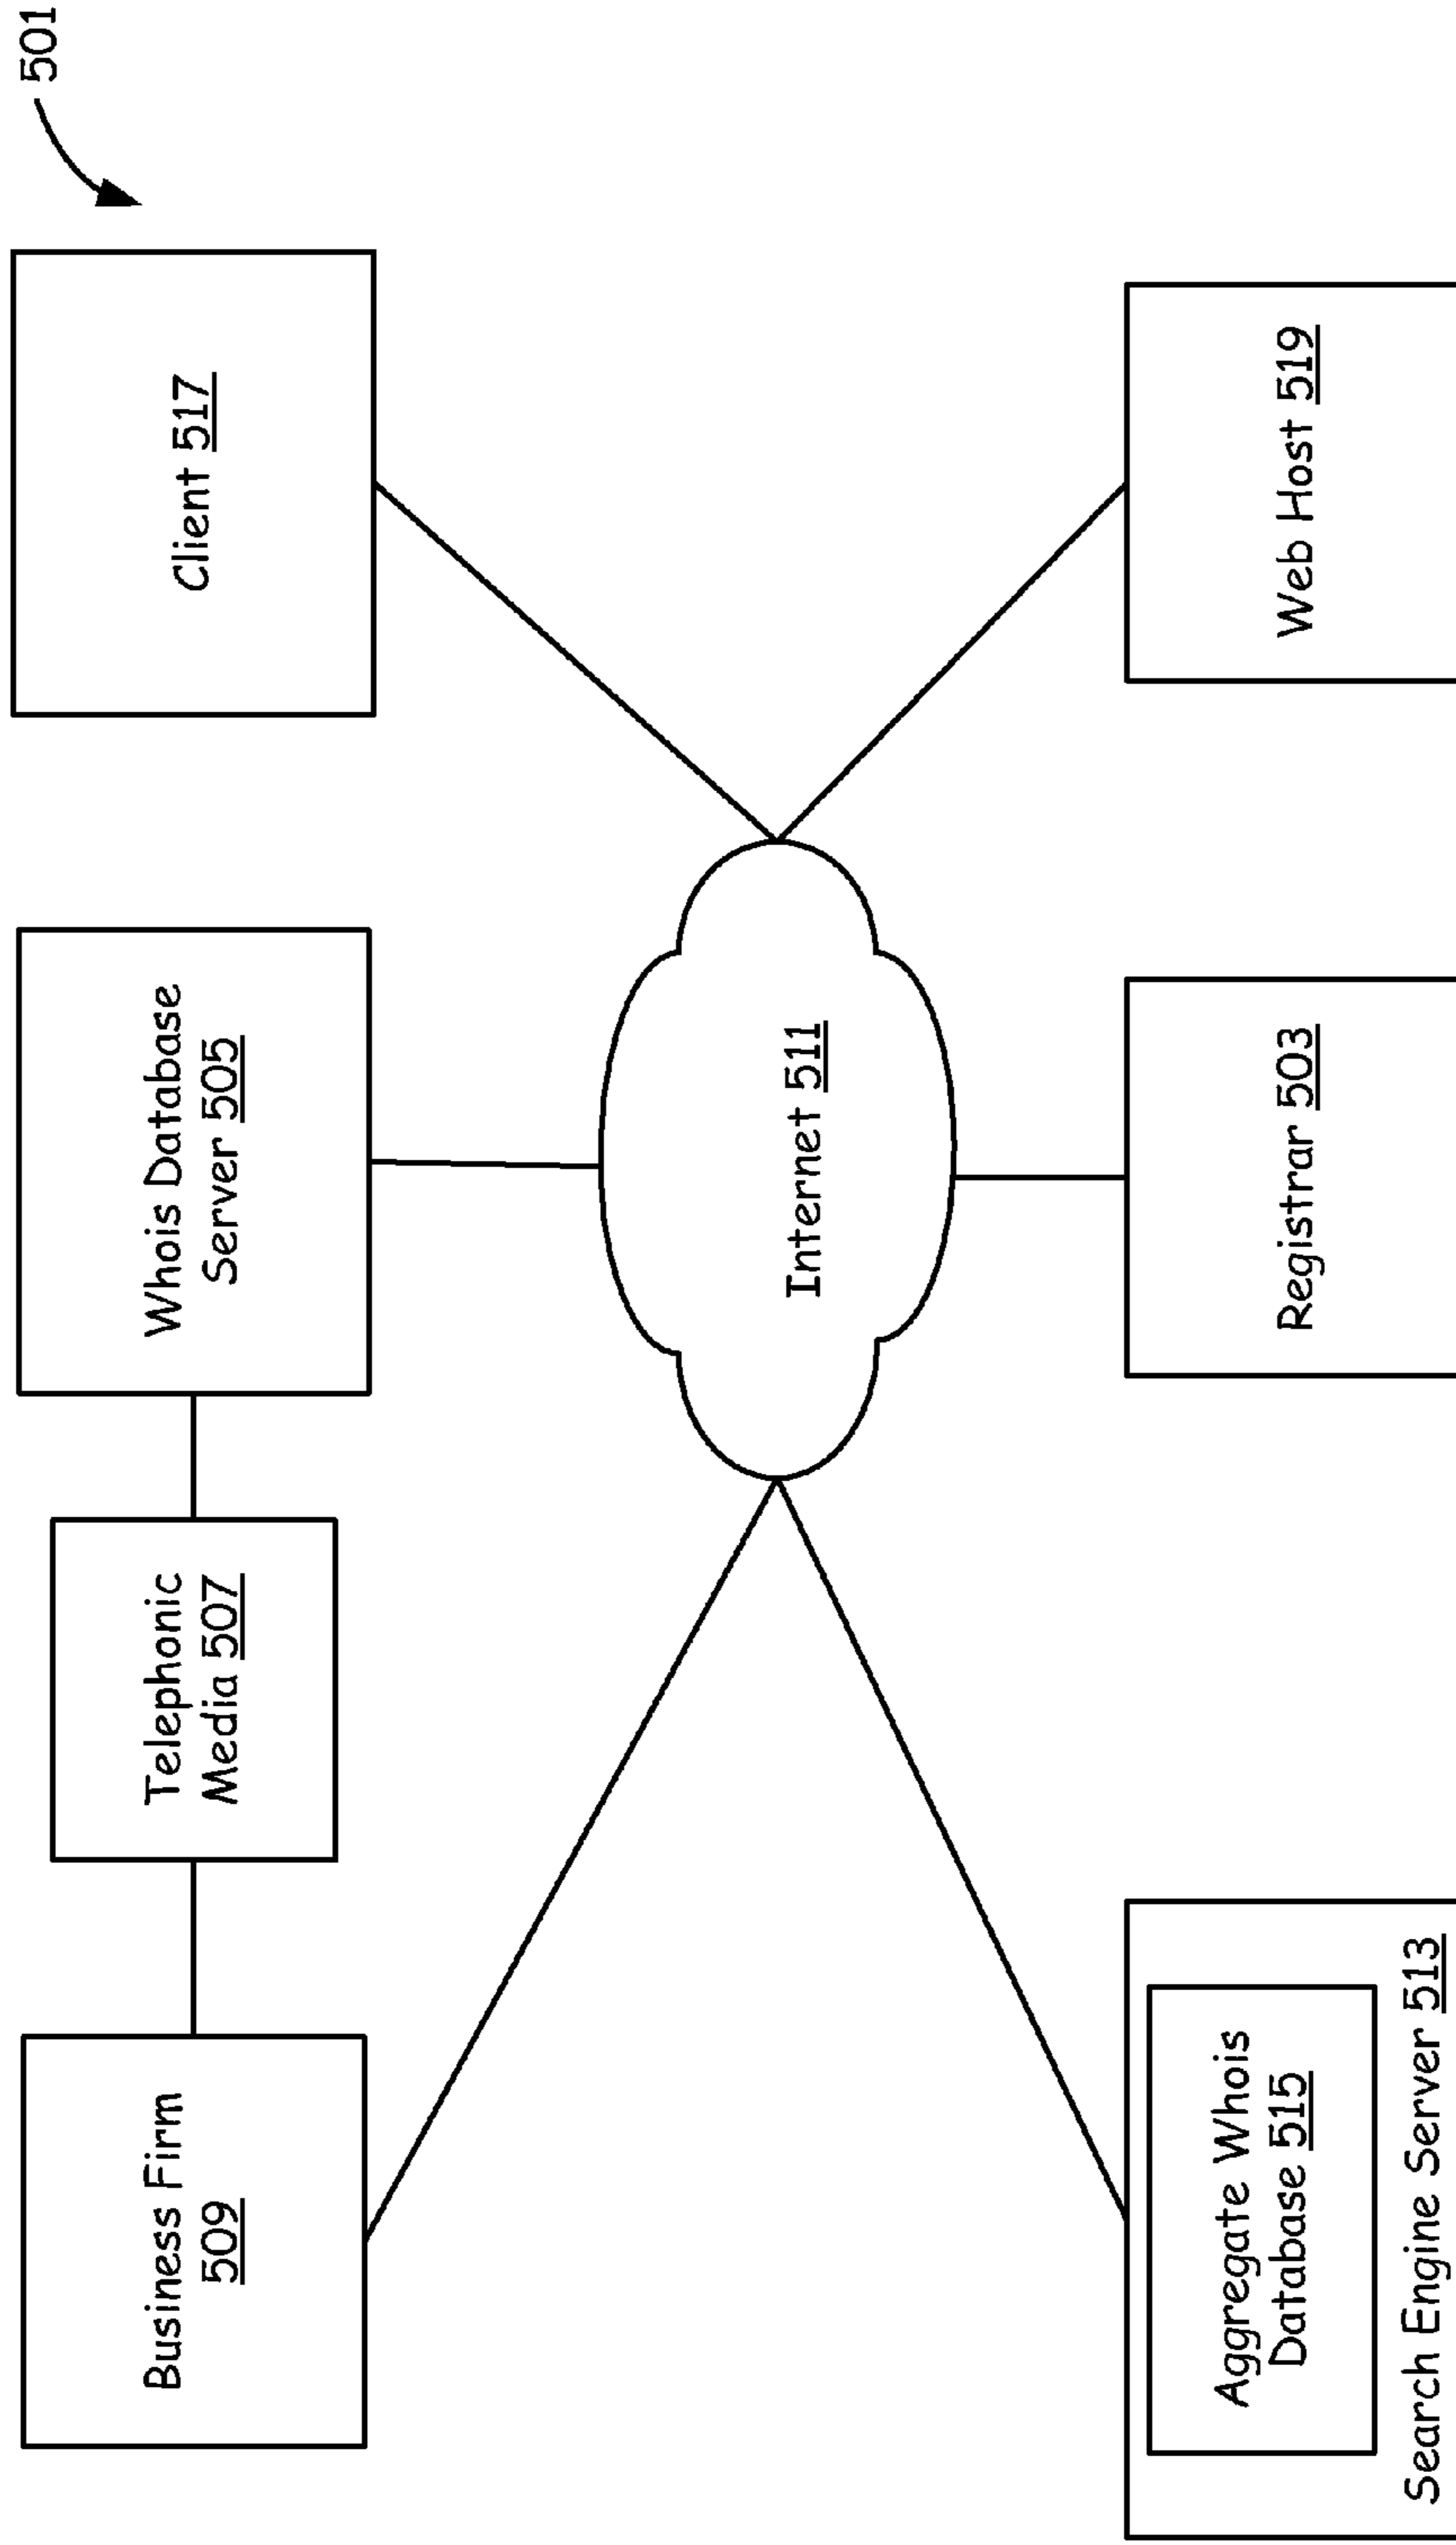 501
Business Firm
509
Telephonic
Media 507
Whois Database
Server 505
Client 517
Internet 511
Aggregate Whois
Database 515
Search Engine Server 513
Registrar 503
Web Host 519